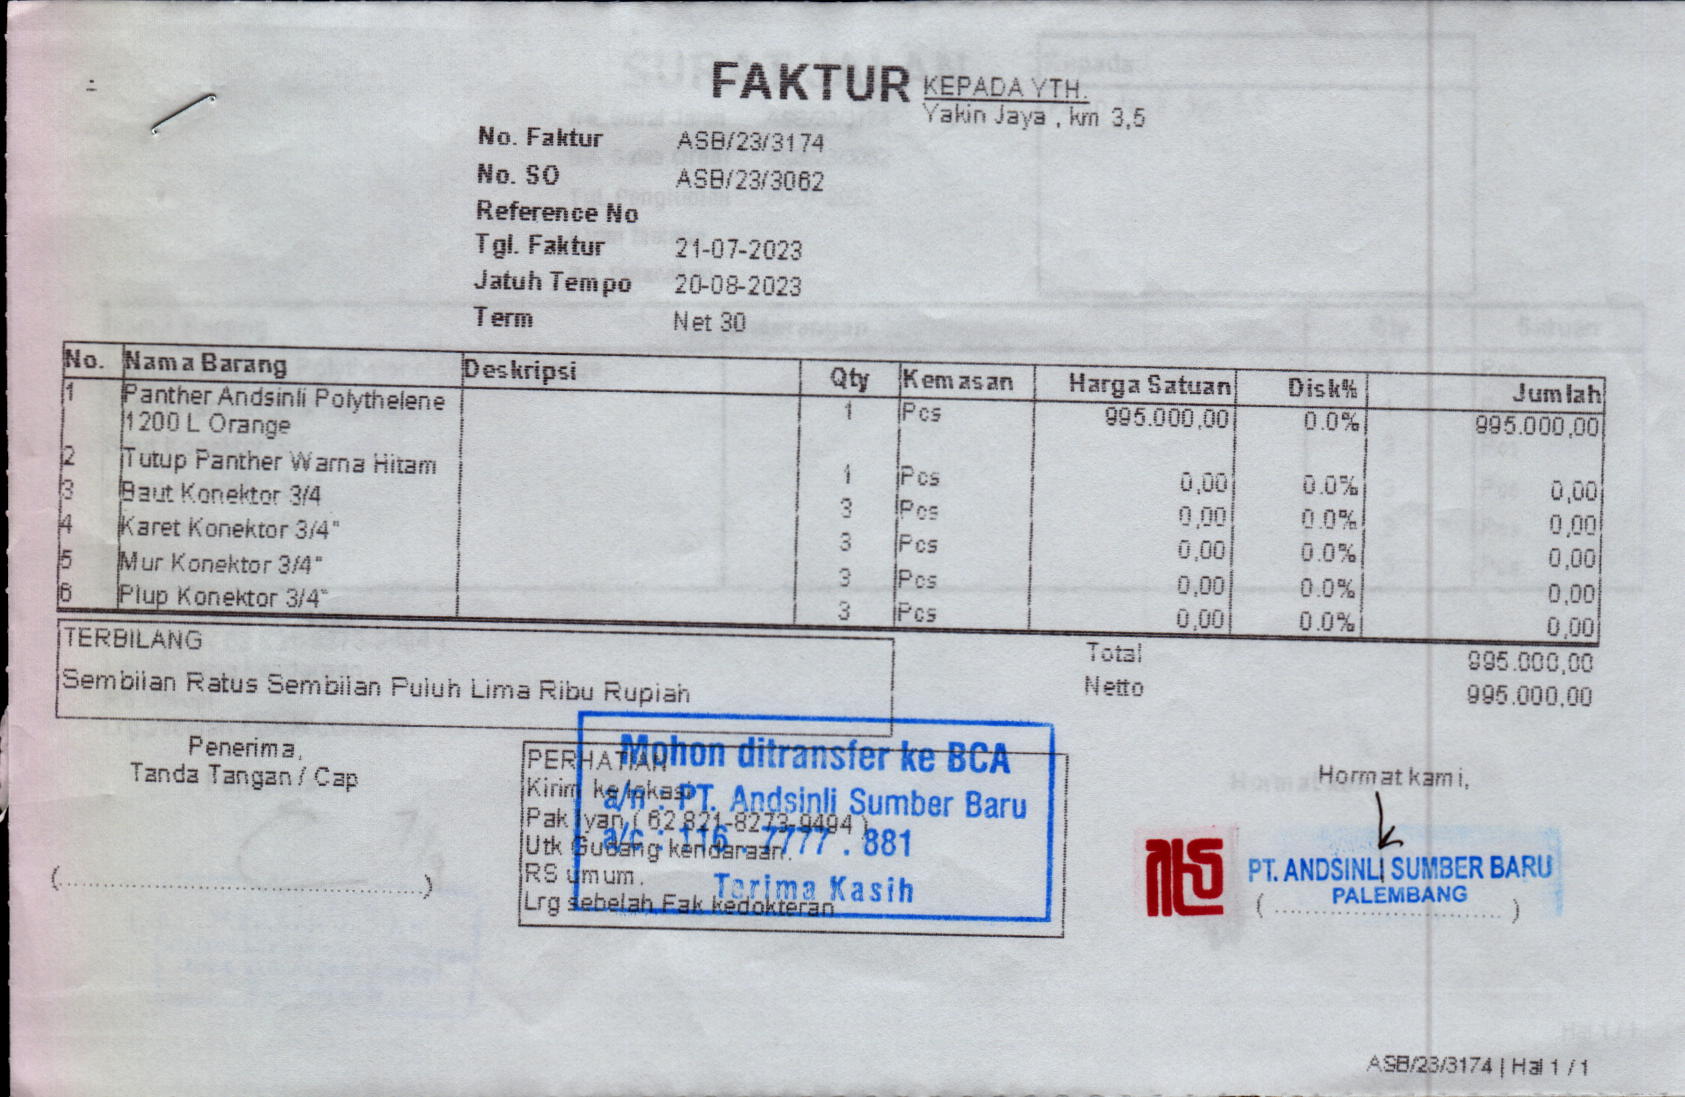 FAKTUR
KEPADA YTH.
Yakin Jaya , km 3,5
No. Faktur ASB/23/3174
No. SO ASB/23/3062
Reference No
Tgl. Faktur 21-07-2023
Jatuh Tempo 20-08-2023
Term Net 30
No. Nama Barang Deskripsi Qty Kemasan Harga Satuan Disk% Jumlah
1 Panther Andsinli Polythelene 1 Pcs 995.000,00 0.0% 995.000,00
1200 L Orange
2 Tutup Panther Warna Hitam 1 Pcs 0,00 0.0% 0,00
3 Baut Konektor 3/4 3 Pcs 0,00 0.0% 0,00
4 Karet Konektor 3/4" 3 Pcs 0,00 0.0% 0,00
5 Mur Konektor 3/4" 3 Pcs 0,00 0.0% 0,00
6 Plup Konektor 3/4" 3 Pcs 0,00 0.0% 0,00
TERBILANG
Sembilan Ratus Sembilan Puluh Lima Ribu Rupiah
Total 995.000,00
Netto 995.000,00
Penerima,
Tanda Tangan / Cap
(........................................)
PERHATIAN
Kirim ke lokasi
Pak Iyan ( 62 821-8273-9494 )
Utk Gudang kendaraan.
RS umum.
Lrg sebelah Fak kedokteran
Mohon ditransfer ke BCA
a/n : PT. Andsinli Sumber Baru
a/c : 116 . 7777 . 881
Terima Kasih
Hormat kami,
PT. ANDSINLI SUMBER BARU
PALEMBANG
(........................................)
ASB/23/3174 | Hal 1 / 1